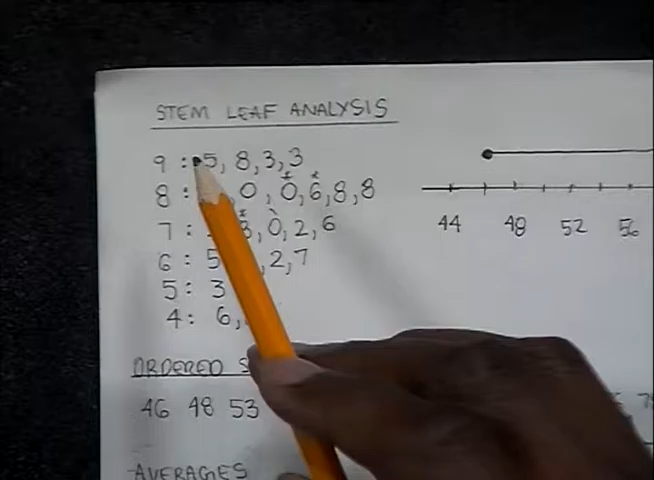 STEM LEAF ANALYSIS
9 : 5, 8, 3, 3
8 : , 0, 0, 6, 8, 8
7 : 8, 0, 2, 6
6 : 5 , 2, 7
5 : 3
4 : 6,
44 48 52 56
ORDERED
46 48 53
AVERAGES